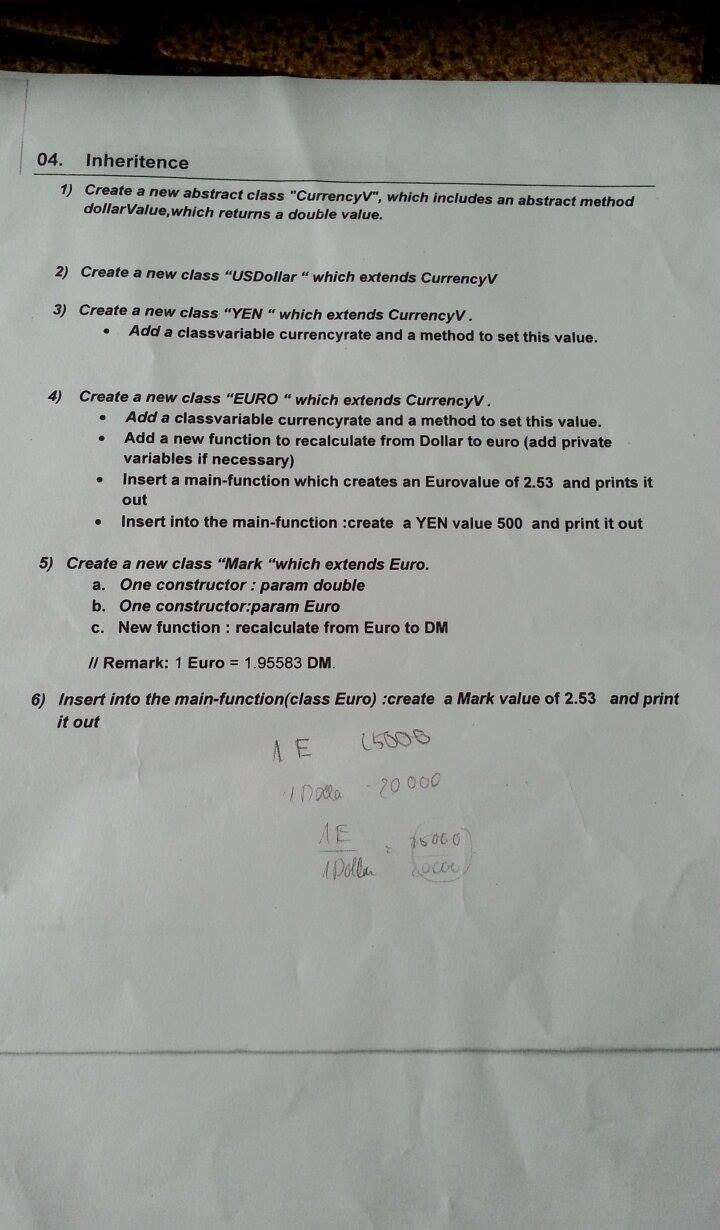 04. Inheritence
1) Create a new abstract class "CurrencyV", which includes an abstract method
dollarValue,which returns a double value.
2) Create a new class “USDollar “ which extends CurrencyV
3) Create a new class “YEN “ which extends CurrencyV.
• Add a classvariable currencyrate and a method to set this value.
4) Create a new class “EURO “ which extends CurrencyV.
• Add a classvariable currencyrate and a method to set this value.
• Add a new function to recalculate from Dollar to euro (add private
variables if necessary)
• Insert a main-function which creates an Eurovalue of 2.53 and prints it
out
• Insert into the main-function :create a YEN value 500 and print it out
5) Create a new class “Mark “which extends Euro.
a. One constructor : param double
b. One constructor:param Euro
c. New function : recalculate from Euro to DM
// Remark: 1 Euro = 1.95583 DM.
6) Insert into the main-function(class Euro) :create a Mark value of 2.53 and print
it out
1 E
1 Dolla 20000
1E
1 Dollar =